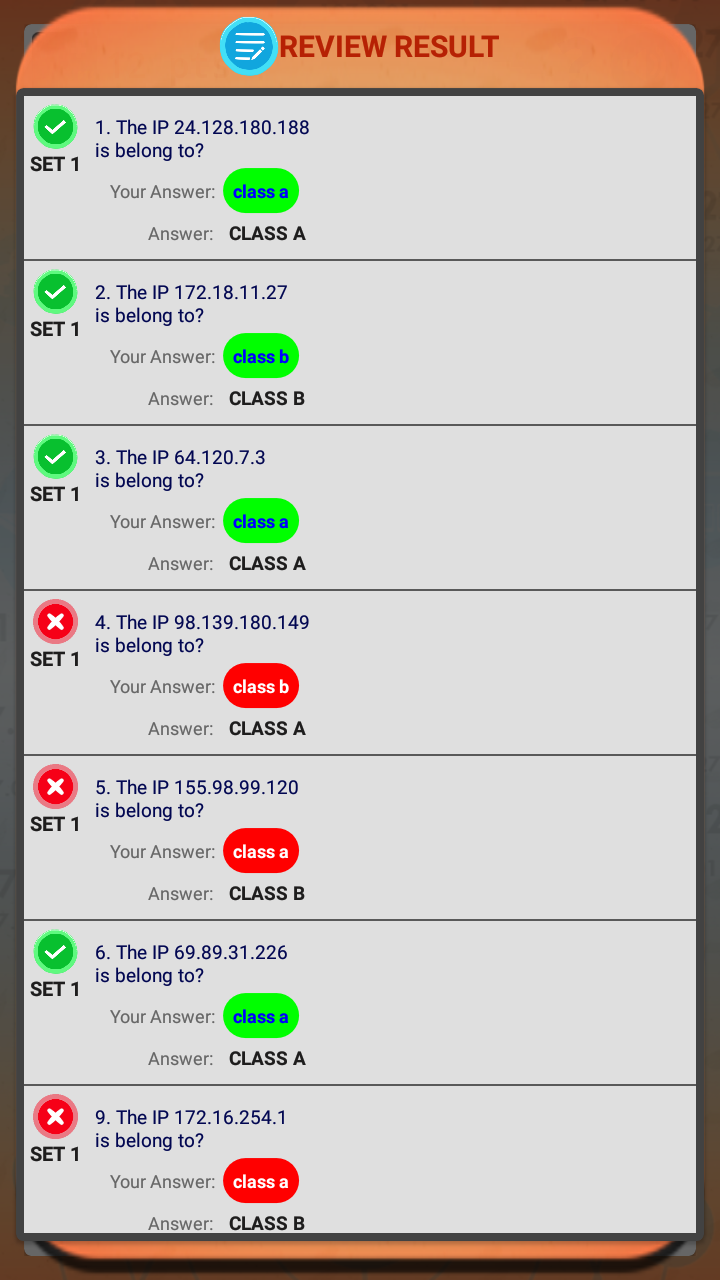 REVIEW RESULT
1. The IP 24.128.180.188
is belong to?
SET 1
Your Answer: class a
Answer: CLASS A
2. The IP 172.18.11.27
is belong to?
SET 1
Your Answer: class b
Answer: CLASS B
3. The IP 64.120.7.3
is belong to?
SET 1
Your Answer: class a
Answer: CLASS A
4. The IP 98.139.180.149
is belong to?
SET 1
Your Answer: class b
Answer: CLASS A
5. The IP 155.98.99.120
is belong to?
SET 1
Your Answer: class a
Answer: CLASS B
6. The IP 69.89.31.226
is belong to?
SET 1
Your Answer: class a
Answer: CLASS A
9. The IP 172.16.254.1
is belong to?
SET 1
Your Answer: class a
Answer: CLASS B